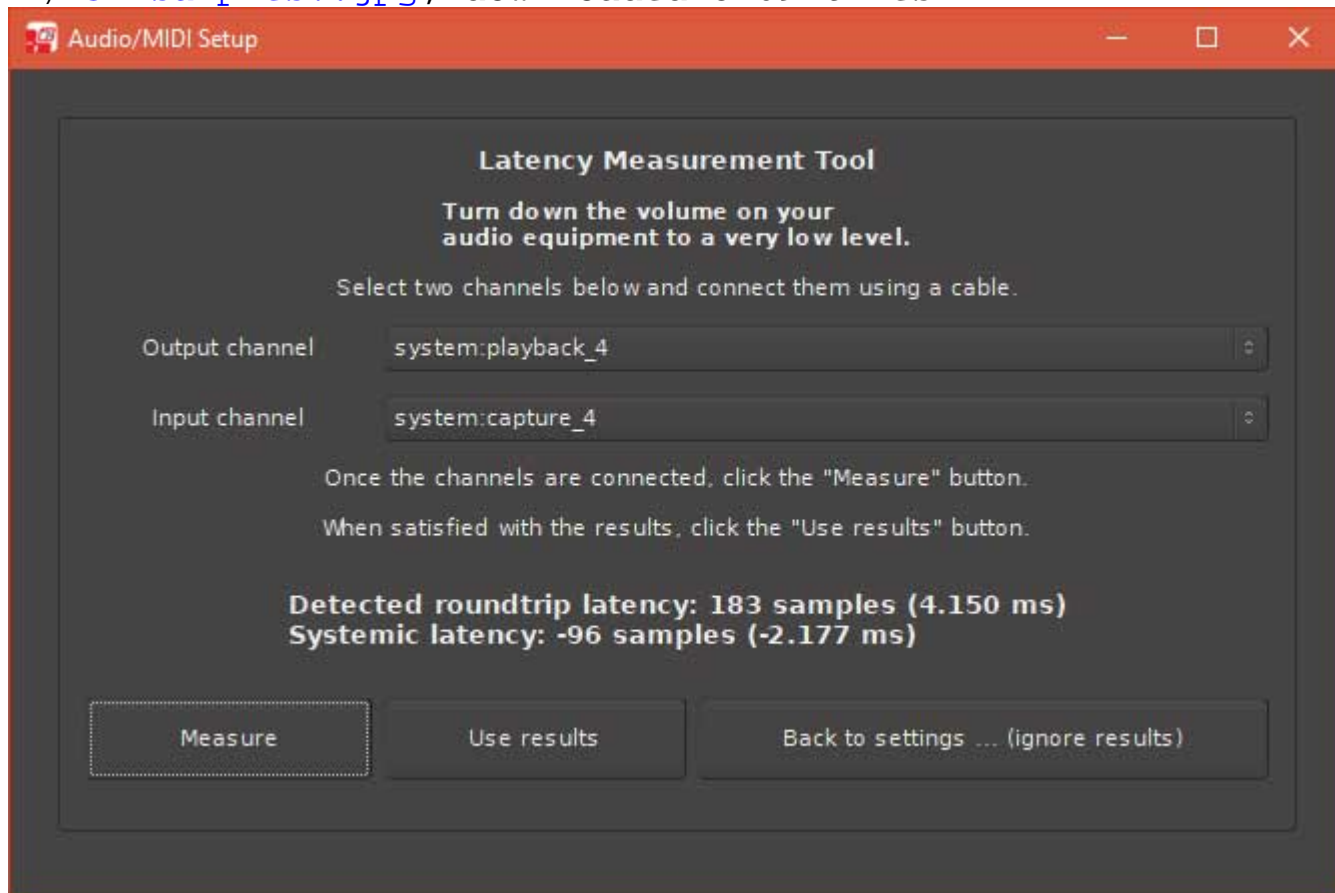 Audio/MIDI Setup
Latency Measurement Tool
Turn down the volume on your
audio equipment to a very low level.
Select two channels below and connect them using a cable.
Output channel system:playback_4
Input channel system:capture_4
Once the channels are connected, click the "Measure" button.
When satisfied with the results, click the "Use results" button.
Detected roundtrip latency: 183 samples (4.150 ms)
Systemic latency: -96 samples (-2.177 ms)
Measure Use results Back to settings ... (ignore results)